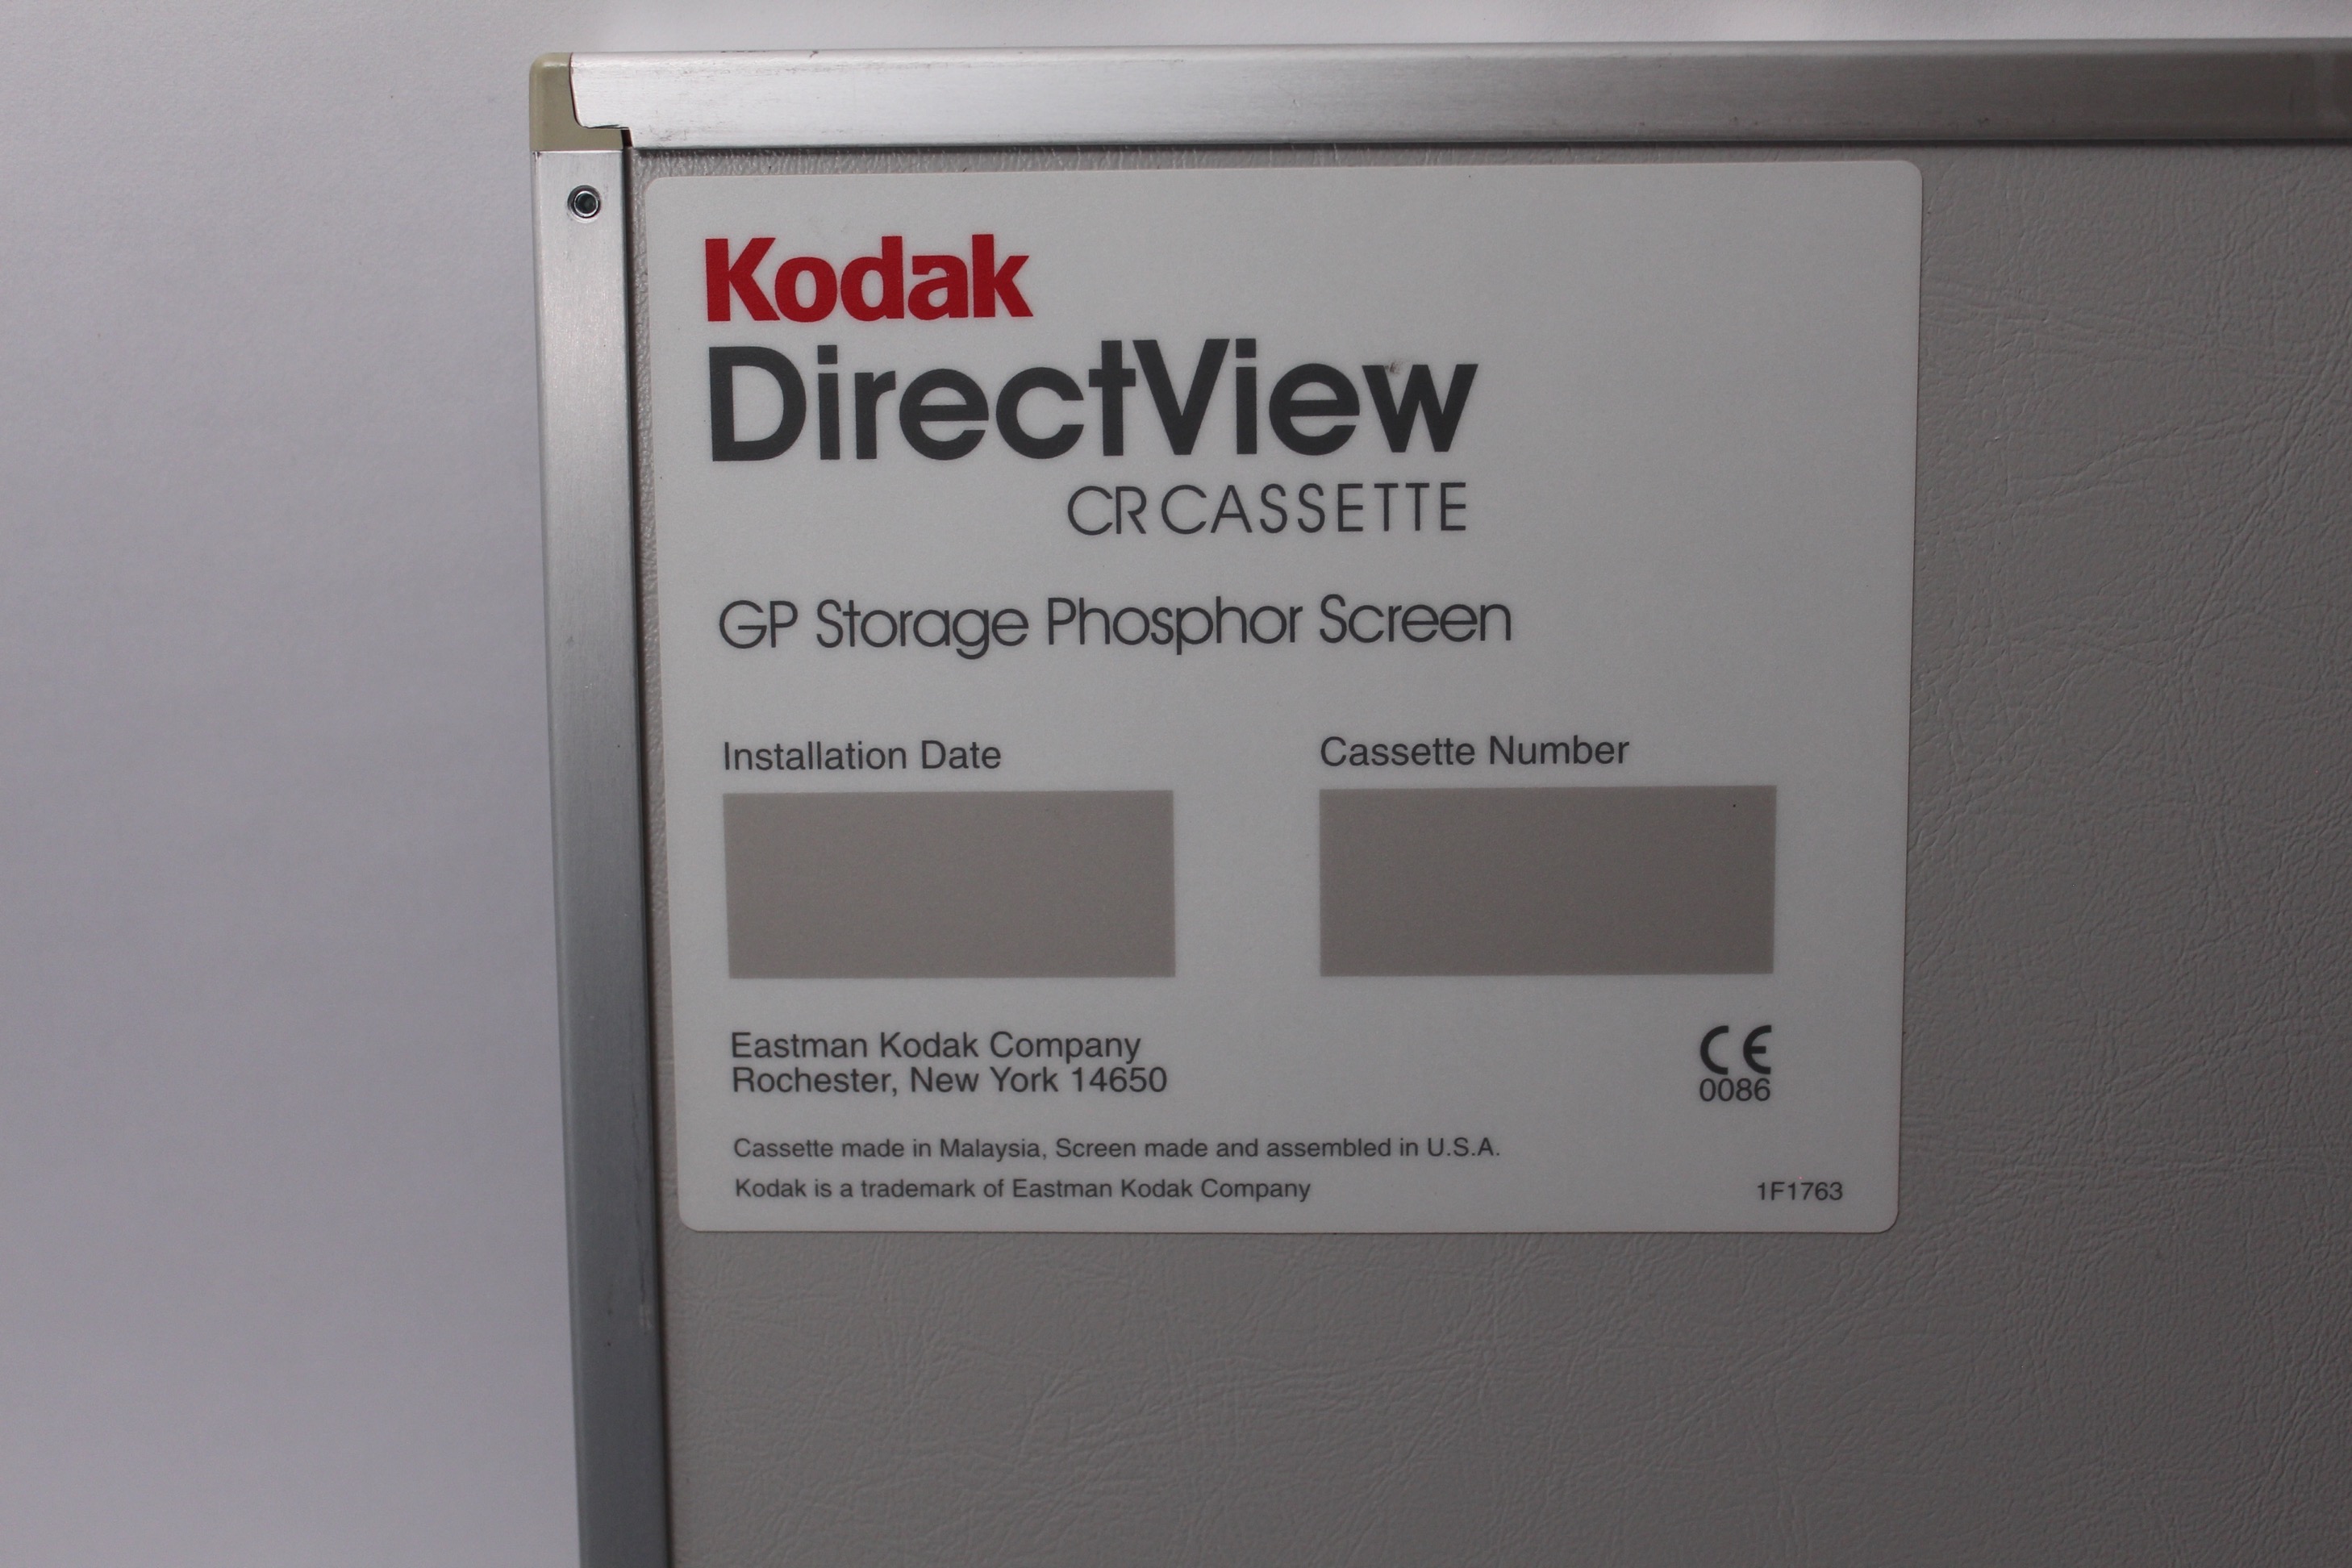 Kodak
DirectView
CR CASSETTE
GP Storage Phosphor Screen
Installation Date
Cassette Number
Eastman Kodak Company
Rochester, New York 14650
CE
0086
Cassette made in Malaysia, Screen made and assembled in U.S.A.
Kodak is a trademark of Eastman Kodak Company
1F1763